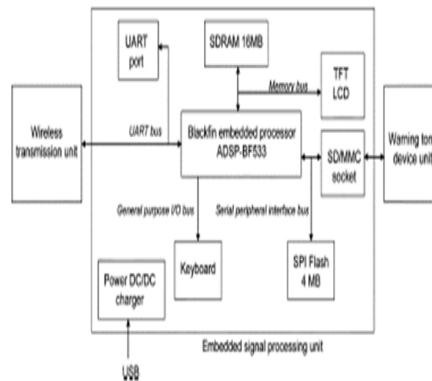 UART
port
SDRAM 16MB
TFT
LCD
Memory bus
Wireless
transmission unit
UART bus
Blackfin embedded processor
ADSP-BF533
SD/MMC
socket
Warning ton
device unit
General purpose I/O bus
Serial peripheral interface bus
Keyboard
SPI Flash
4 MB
Power DC/DC
charger
Embedded signal processing unit
USB